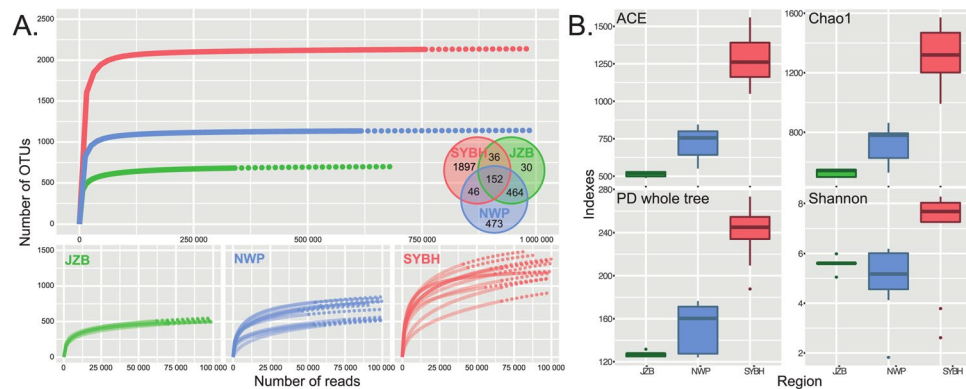 A.
Number of OTUs
2500
2000
1500
1000
500
0
0
250 000
500 000
750 000
1 000 000
SYBH
JZB
NWP
1897
36
30
152
46
464
473
JZB
NWP
SYBH
1500
1000
500
0
0
25 000
50 000
75 000
100 000
0
25 000
50 000
75 000
100 000
0
25 000
50 000
75 000
100 000
Number of reads
B.
Indexes
ACE
1500
1250
1000
750
500
Chao1
1600
1200
800
PD whole tree
280
240
200
160
120
JZB
NWP
SYBH
Shannon
8
6
4
2
JZB
NWP
SYBH
Region